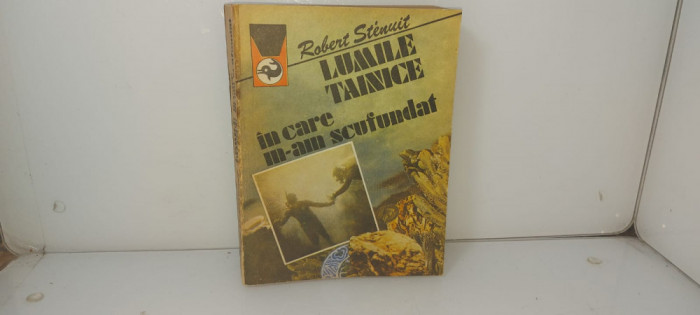 Robert Sténuit
LUMILE
TAINICE
în care
m-am scufundat